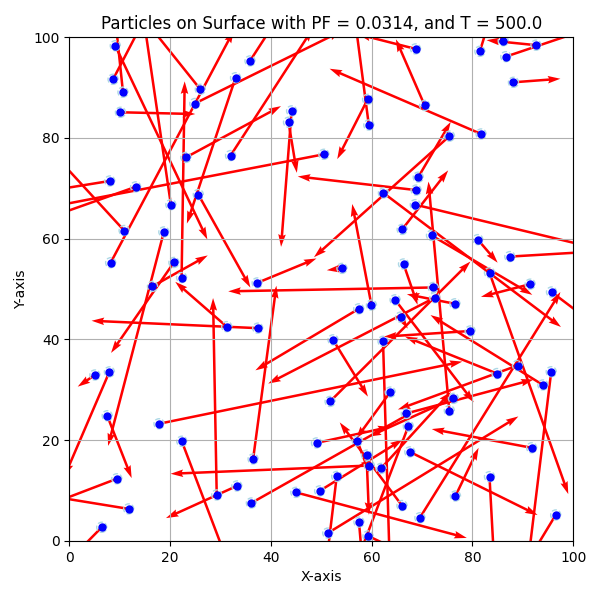 Particles on Surface with PF = 0.0314, and T = 500.0
100
80
60
40
20
0
Y-axis
0 20 40 60 80 100
X-axis